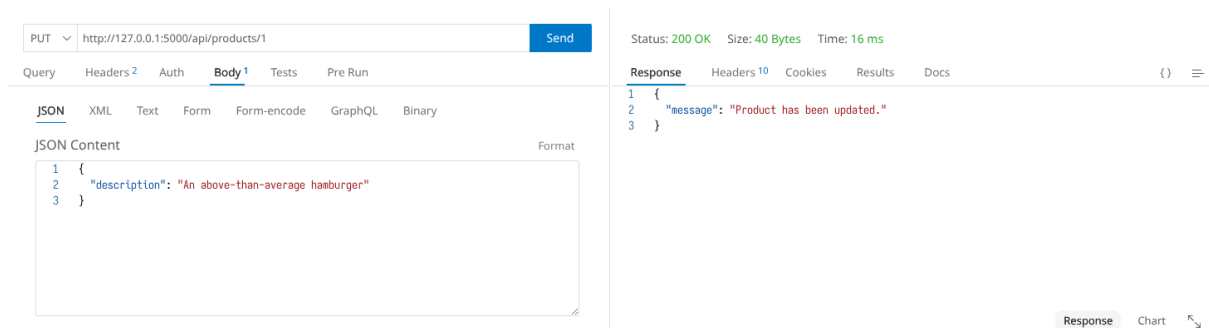 PUT http://127.0.0.1:5000/api/products/1 Send
Query Headers 2 Auth Body 1 Tests Pre Run
JSON XML Text Form Form-encode GraphQL Binary
JSON Content Format
1 {
2 "description": "An above-than-average hamburger"
3 }
Status: 200 OK Size: 40 Bytes Time: 16 ms
Response Headers 10 Cookies Results Docs {}
1 {
2 "message": "Product has been updated."
3 }
Response Chart